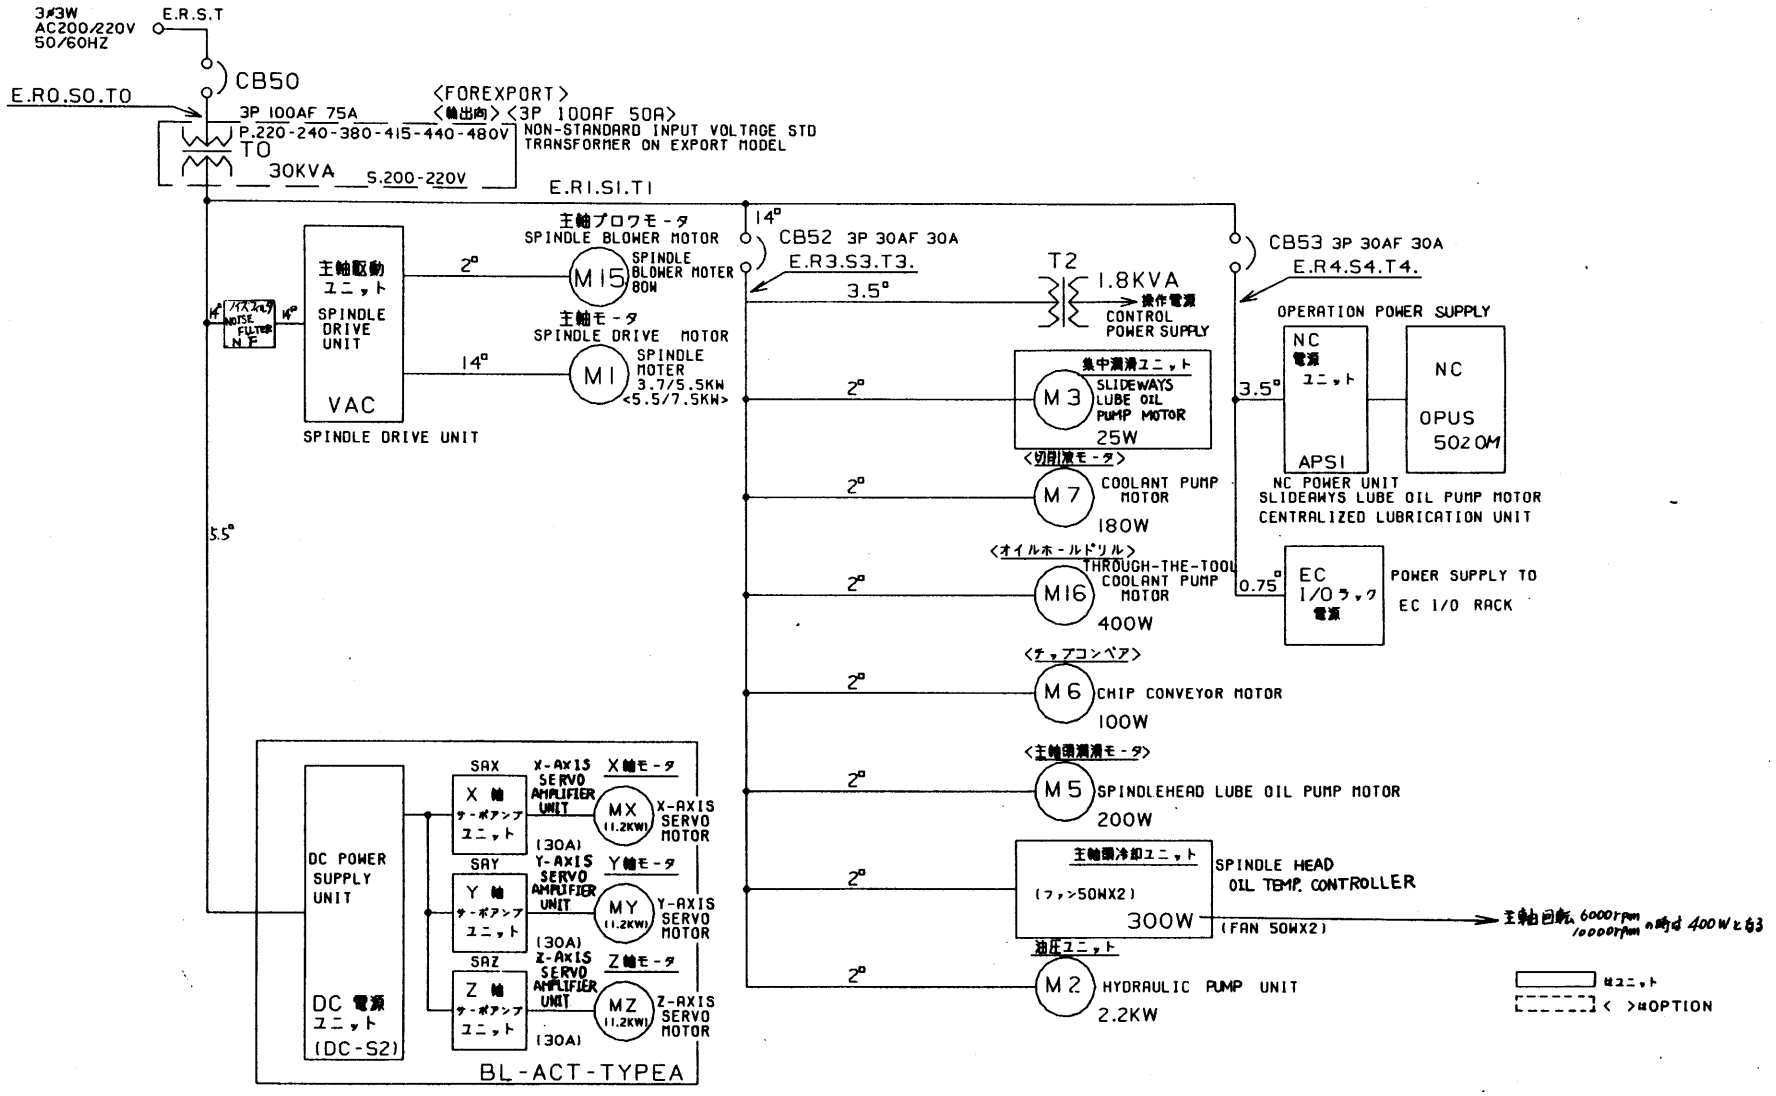 3ø3W
AC200/220V
50/60HZ
E.R.S.T
CB50
E.R0.S0.T0
3P 100AF 75A
<FOREXPORT>
<輸出向> <3P 100AF 50A>
P.220-240-380-415-440-480V
T0
30KVA
S.200-220V
NON-STANDARD INPUT VOLTAGE STD
TRANSFORMER ON EXPORT MODEL
E.R1.S1.T1
主軸駆動
ユニット
SPINDLE
DRIVE
UNIT
VAC
SPINDLE DRIVE UNIT
14□
ノイズフィルタ
NOISE
FILTER
NF
14□
2□
主軸ブロワモータ
SPINDLE BLOWER MOTOR
M15
SPINDLE
BLOWER MOTER
80W
14□
主軸モータ
SPINDLE DRIVE MOTOR
M1
SPINDLE
MOTER
3.7/5.5KW
<5.5/7.5KW>
5.5□
14□
CB52 3P 30AF 30A
E.R3.S3.T3.
3.5□
T2
1.8KVA
操作電源
CONTROL
POWER SUPPLY
2□
集中潤滑ユニット
M3
SLIDEWAYS
LUBE OIL
PUMP MOTOR
25W
2□
<切削液モータ>
M7
COOLANT PUMP
MOTOR
180W
2□
<オイルホールドリル>
M16
THROUGH-THE-TOOL
COOLANT PUMP
MOTOR
400W
2□
<チップコンベア>
M6
CHIP CONVEYOR MOTOR
100W
2□
<主軸頭潤滑モータ>
M5
SPINDLEHEAD LUBE OIL PUMP MOTOR
200W
2□
主軸頭冷却ユニット
(ファン50WX2)
300W
SPINDLE HEAD
OIL TEMP. CONTROLLER
(FAN 50WX2)
主軸回転 6000rpm
10000rpm の時は 400Wとなる
2□
油圧ユニット
M2
HYDRAULIC PUMP UNIT
2.2KW
CB53 3P 30AF 30A
E.R4.S4.T4.
OPERATION POWER SUPPLY
3.5□
NC
電源
ユニット
APS1
NC
OPUS
5020M
NC POWER UNIT
SLIDEAWYS LUBE OIL PUMP MOTOR
CENTRALIZED LUBRICATION UNIT
0.75□
EC
I/Oラック
電源
POWER SUPPLY TO
EC I/O RACK
DC POWER
SUPPLY
UNIT
DC 電源
ユニット
(DC-S2)
SAX
X 軸
サーボアンプ
ユニット
X-AXIS
SERVO
AMPLIFIER
UNIT
(30A)
X軸モータ
MX
(1.2KW)
X-AXIS
SERVO
MOTOR
SAY
Y 軸
サーボアンプ
ユニット
Y-AXIS
SERVO
AMPLIFIER
UNIT
(30A)
Y軸モータ
MY
(1.2KW)
Y-AXIS
SERVO
MOTOR
SAZ
Z 軸
サーボアンプ
ユニット
Z-AXIS
SERVO
AMPLIFIER
UNIT
(30A)
Z軸モータ
MZ
(1.2KW)
Z-AXIS
SERVO
MOTOR
BL-ACT-TYPEA
はユニット
< >はOPTION